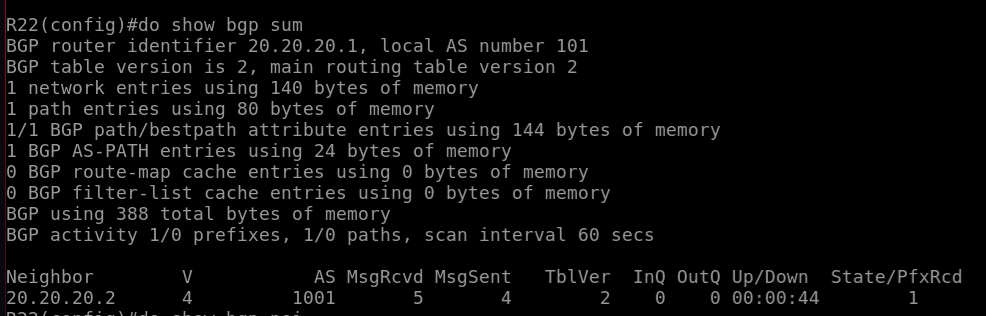 R22(config)#do show bgp sum
BGP router identifier 20.20.20.1, local AS number 101
BGP table version is 2, main routing table version 2
1 network entries using 140 bytes of memory
1 path entries using 80 bytes of memory
1/1 BGP path/bestpath attribute entries using 144 bytes of memory
1 BGP AS-PATH entries using 24 bytes of memory
0 BGP route-map cache entries using 0 bytes of memory
0 BGP filter-list cache entries using 0 bytes of memory
BGP using 388 total bytes of memory
BGP activity 1/0 prefixes, 1/0 paths, scan interval 60 secs
Neighbor V AS MsgRcvd MsgSent TblVer InQ OutQ Up/Down State/PfxRcd
20.20.20.2 4 1001 5 4 2 0 0 00:00:44 1
R22(config)#do show bgp nei